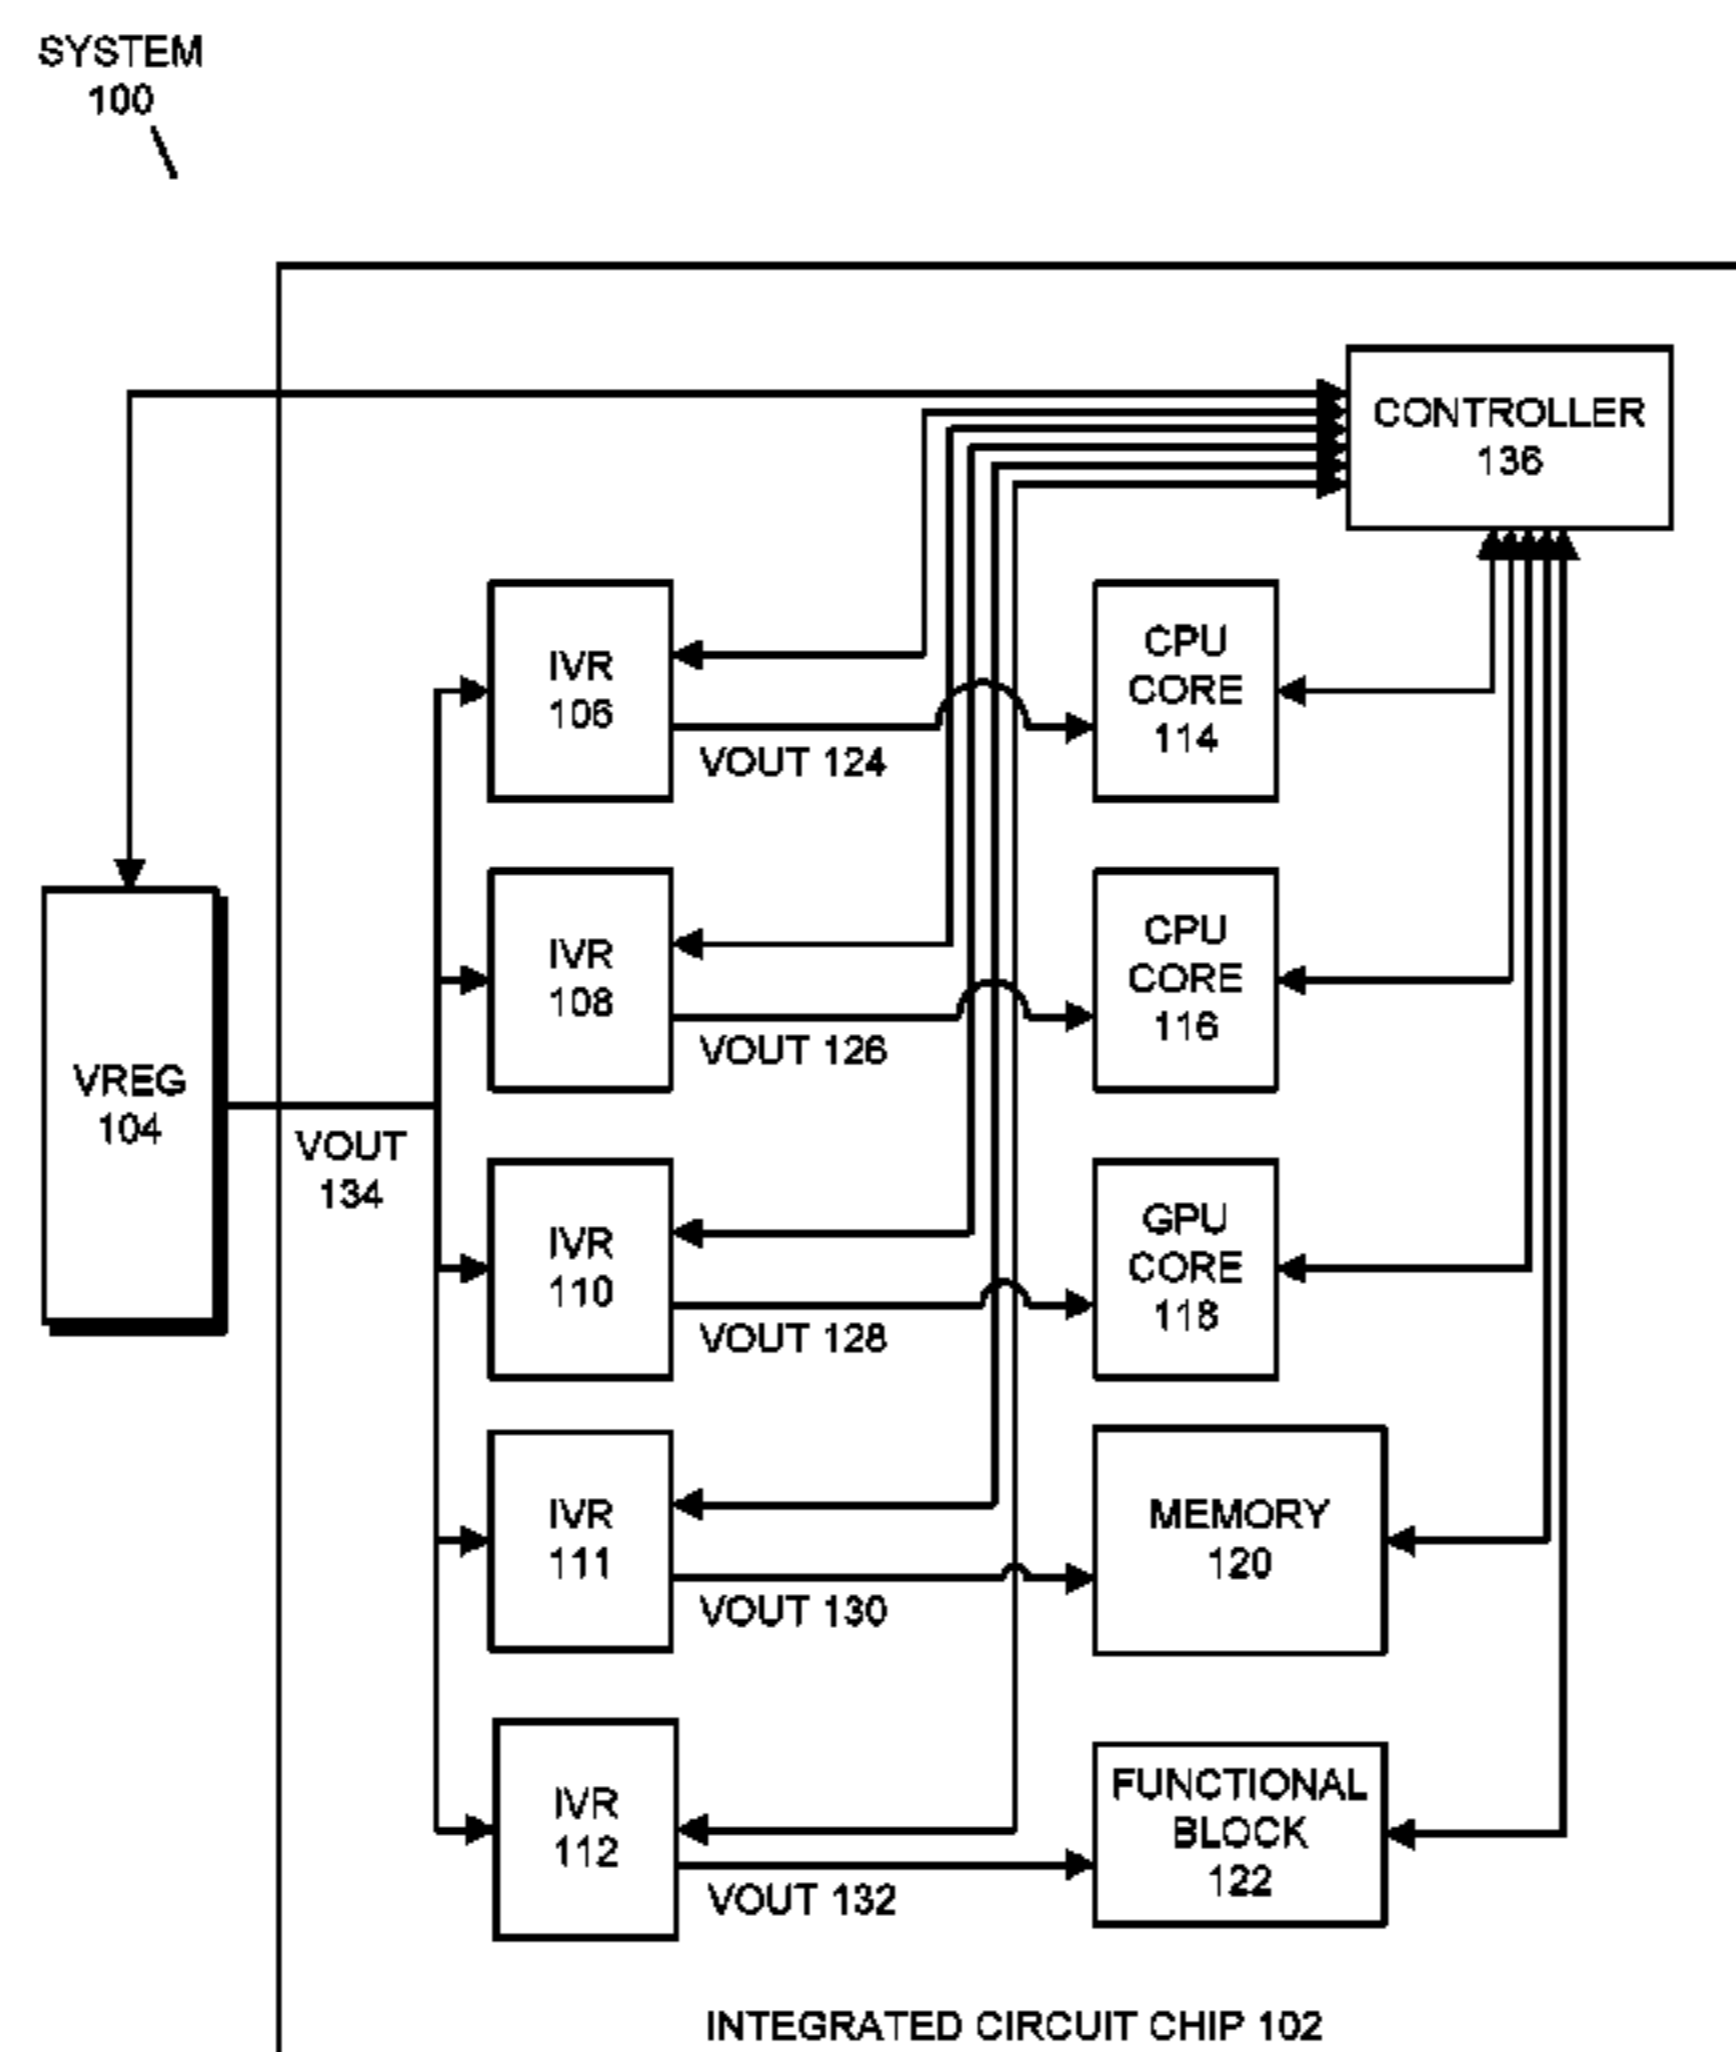 SYSTEM
100
CONTROLLER
136
IVR
106
CPU
CORE
114
VOUT 124
IVR
108
CPU
CORE
116
VOUT 126
VREG
104
VOUT
134
IVR
110
GPU
CORE
118
VOUT 128
IVR
111
MEMORY
120
VOUT 130
IVR
112
FUNCTIONAL
BLOCK
122
VOUT 132
INTEGRATED CIRCUIT CHIP 102